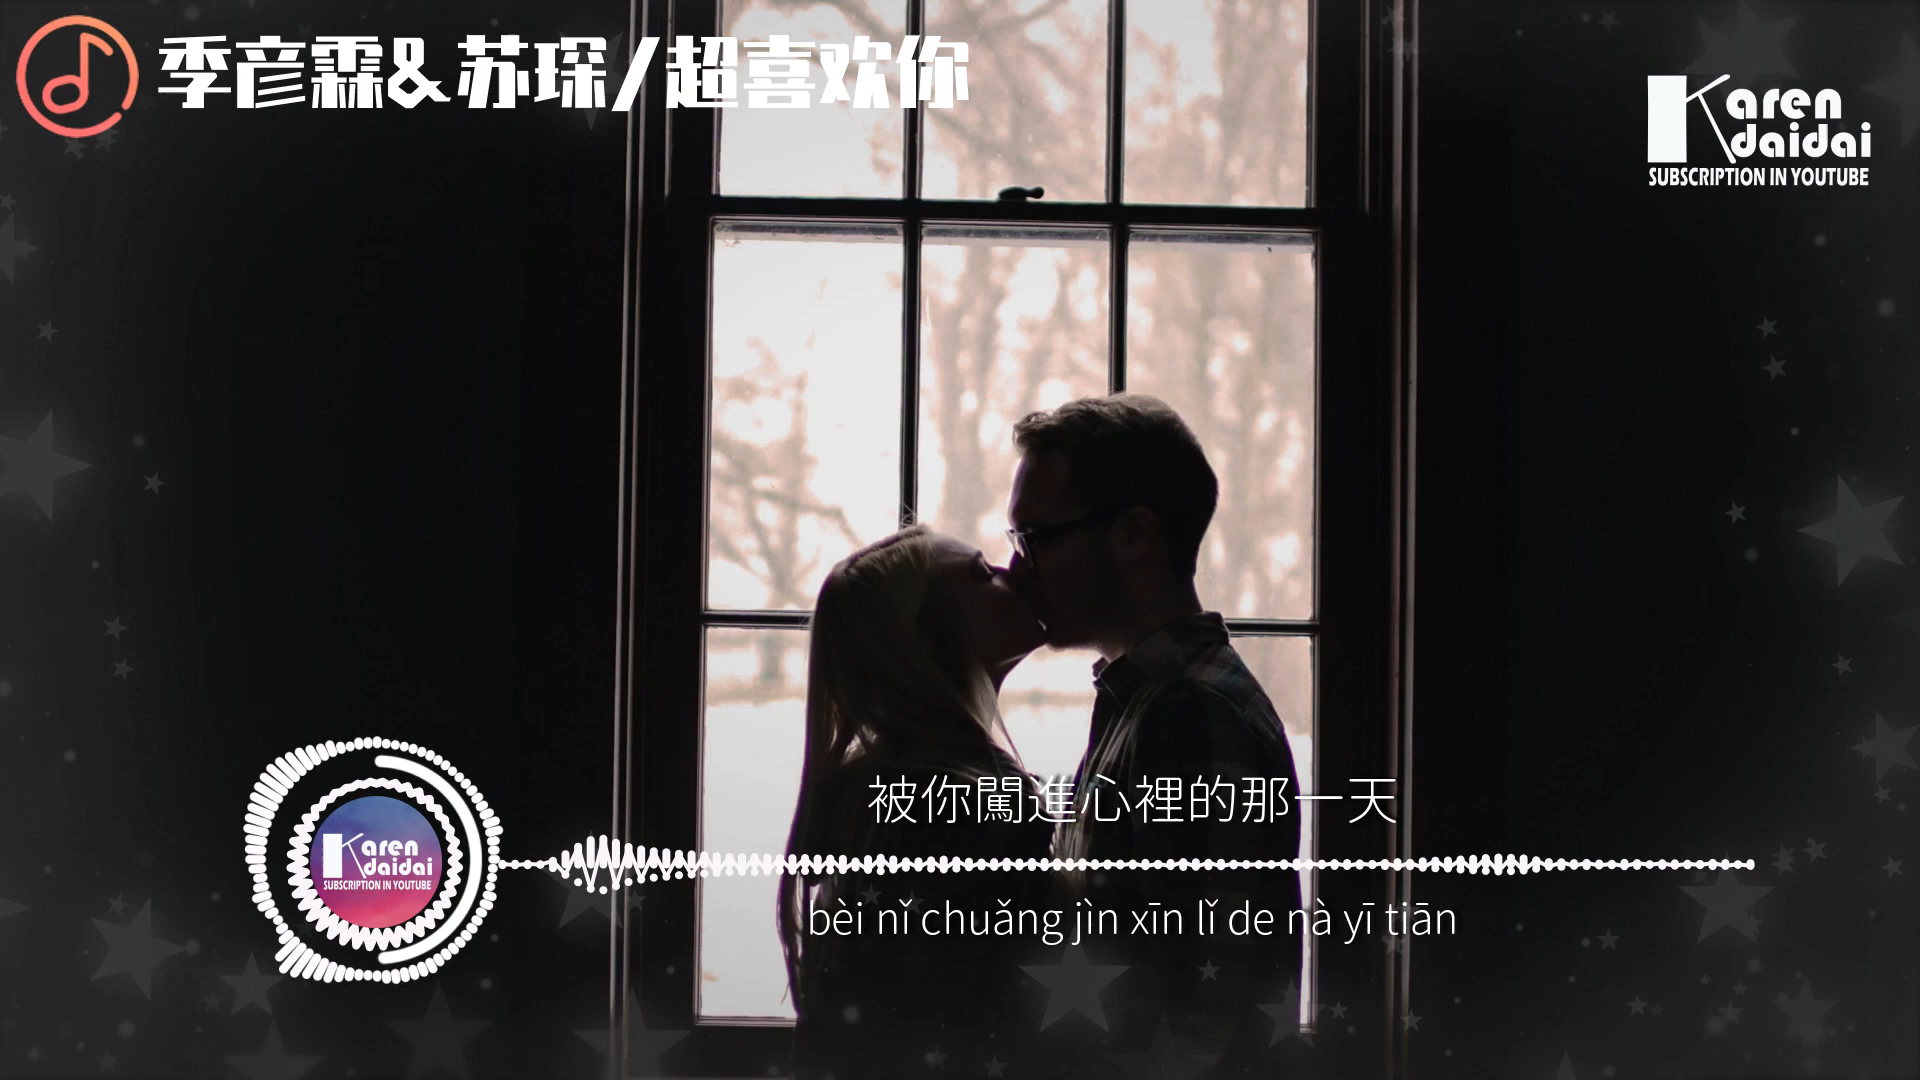 季彦霖&苏琛/超喜欢你
Karen
daidai
SUBSCRIPTION IN YOUTUBE
被你闖進心裡的那一天
Karen
daidai
SUBSCRIPTION IN YOUTUBE
bèi nǐ chuǎng jìn xīn lǐ de nà yī tiān